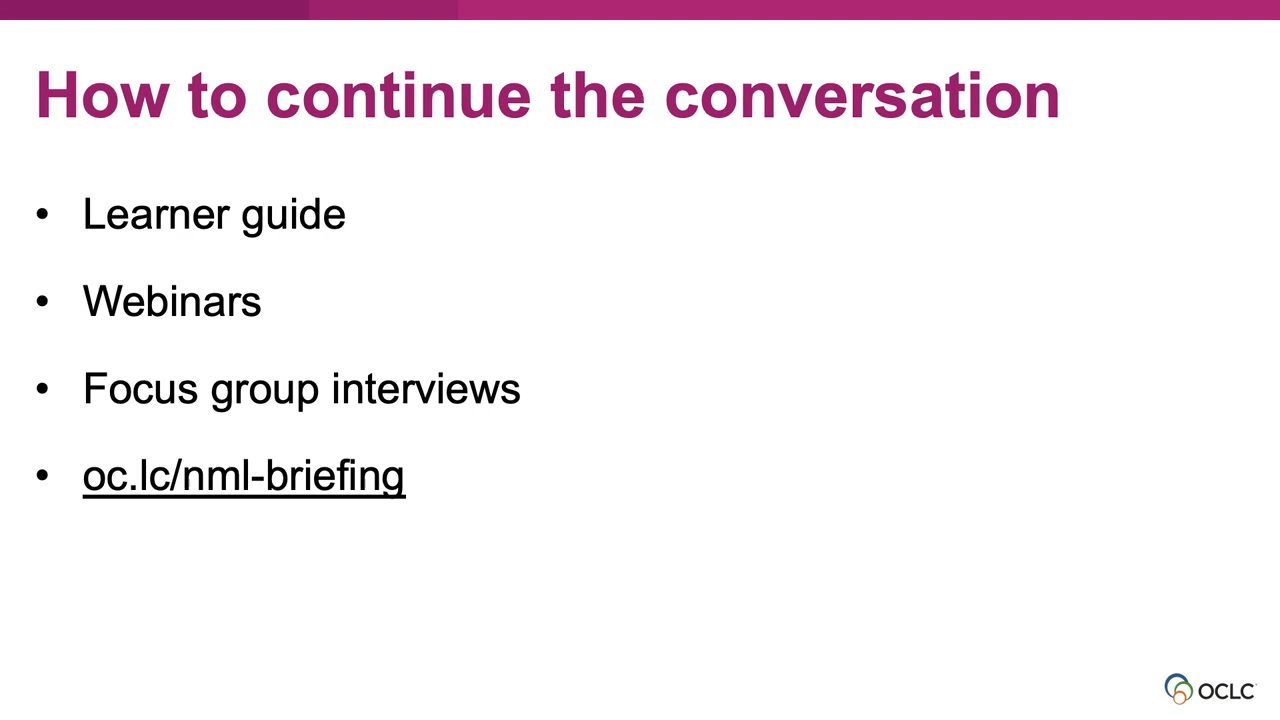 How to continue the conversation
• Learner guide
• Webinars
• Focus group interviews
• oc.lc/nml-briefing
OCLC